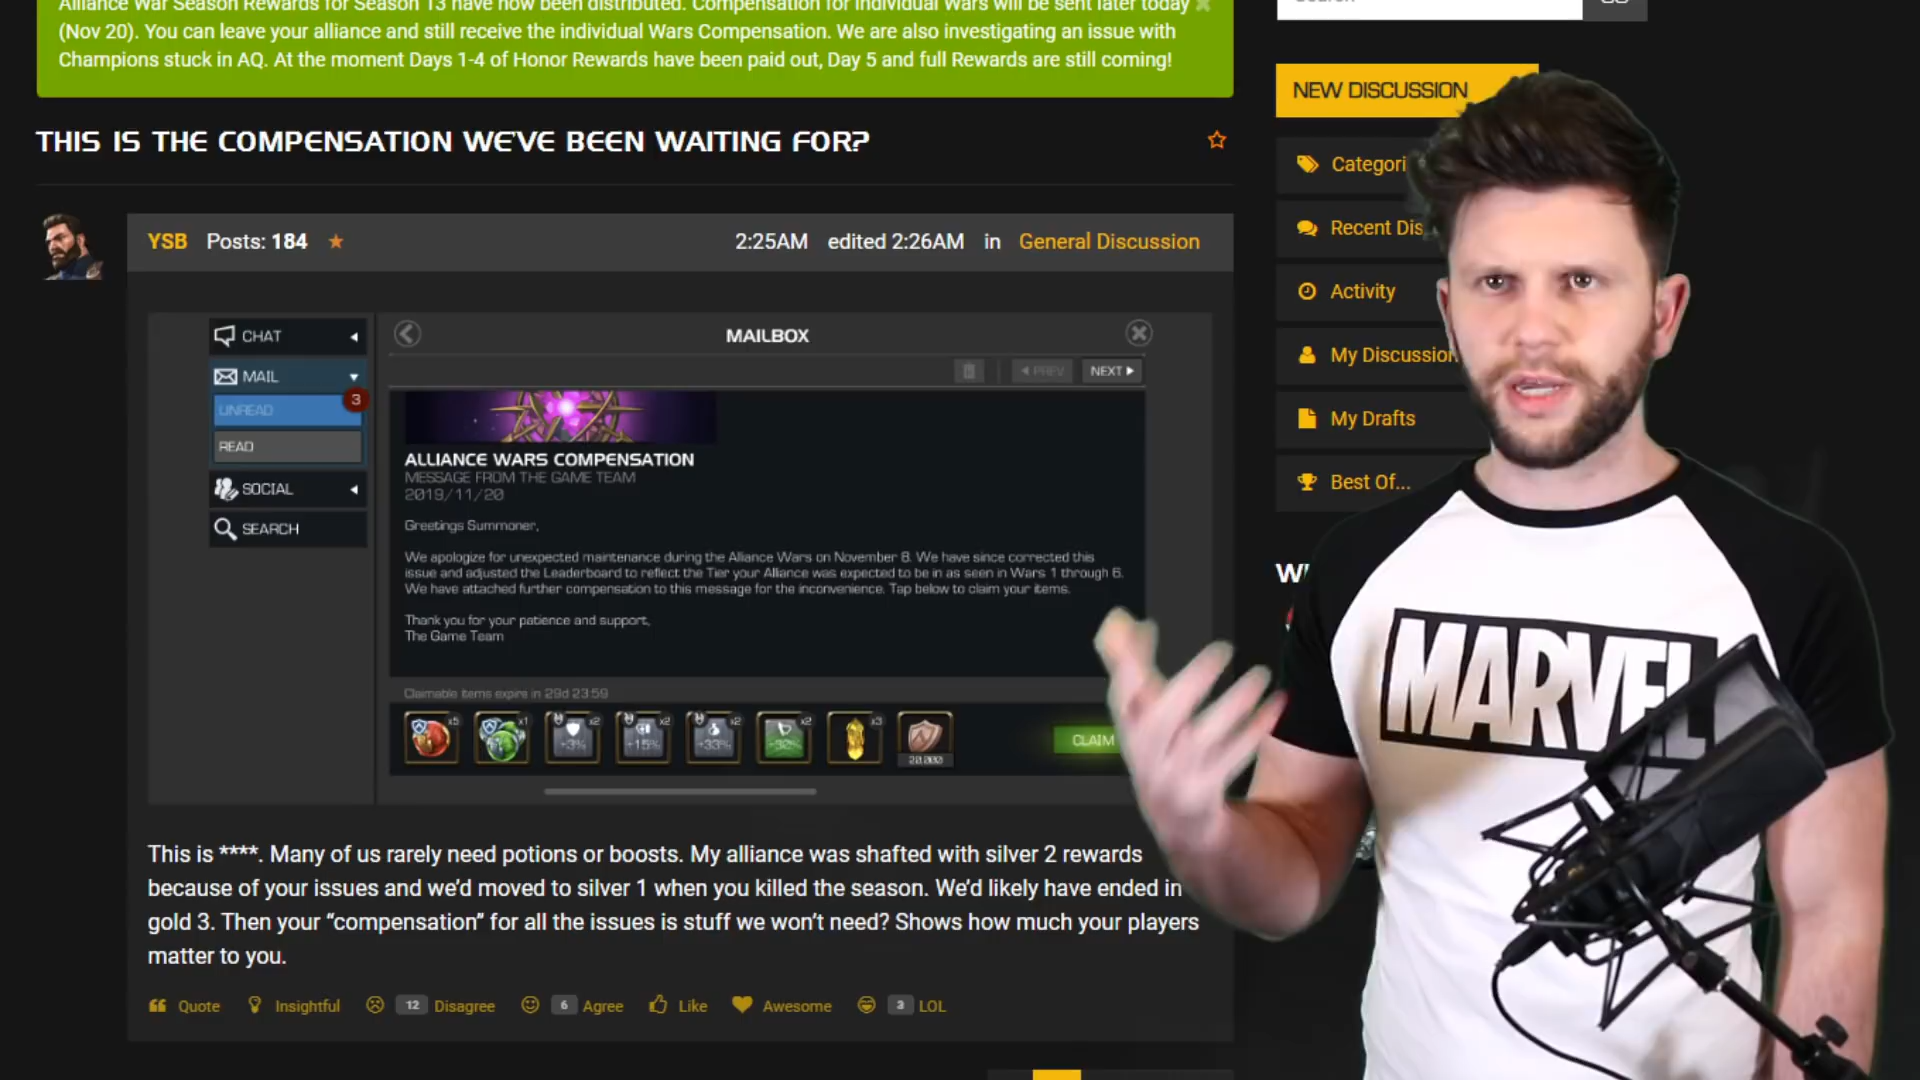 Alliance War Season Rewards for Season 13 have now been distributed. Compensation for Individual Wars will be sent later today
(Nov 20). You can leave your alliance and still receive the individual Wars Compensation. We are also investigating an issue with
Champions stuck in AQ. At the moment Days 1-4 of Honor Rewards have been paid out, Day 5 and full Rewards are still coming!
NEW DISCUSSION
THIS IS THE COMPENSATION WE'VE BEEN WAITING FOR?
Categori
YSB Posts: 184 2:25AM edited 2:26AM in General Discussion
Recent Dis
Activity
My Discussion
My Drafts
Best Of...
CHAT
MAIL
3
UNREAD
READ
SOCIAL
SEARCH
MAILBOX
PREV
NEXT
ALLIANCE WARS COMPENSATION
MESSAGE FROM THE GAME TEAM
2019/11/20
Greetings Summoner,
We apologize for unexpected maintenance during the Alliance Wars on November 8. We have since corrected this
issue and adjusted the Leaderboard to reflect the Tier your Alliance was expected to be in as seen in Wars 1 through 6.
We have attached further compensation to this message for the inconvenience. Tap below to claim your items.
Thank you for your patience and support,
The Game Team
Claimable items expire in 29d 23:59
x5 x1 x2 x2 x2 x2 x3
+3% +15% +33%
20,000
CLAIM
MARVEL
This is ****. Many of us rarely need potions or boosts. My alliance was shafted with silver 2 rewards
because of your issues and we'd moved to silver 1 when you killed the season. We'd likely have ended in
gold 3. Then your “compensation” for all the issues is stuff we won't need? Shows how much your players
matter to you.
Quote Insightful 12 Disagree 6 Agree Like Awesome 3 LOL